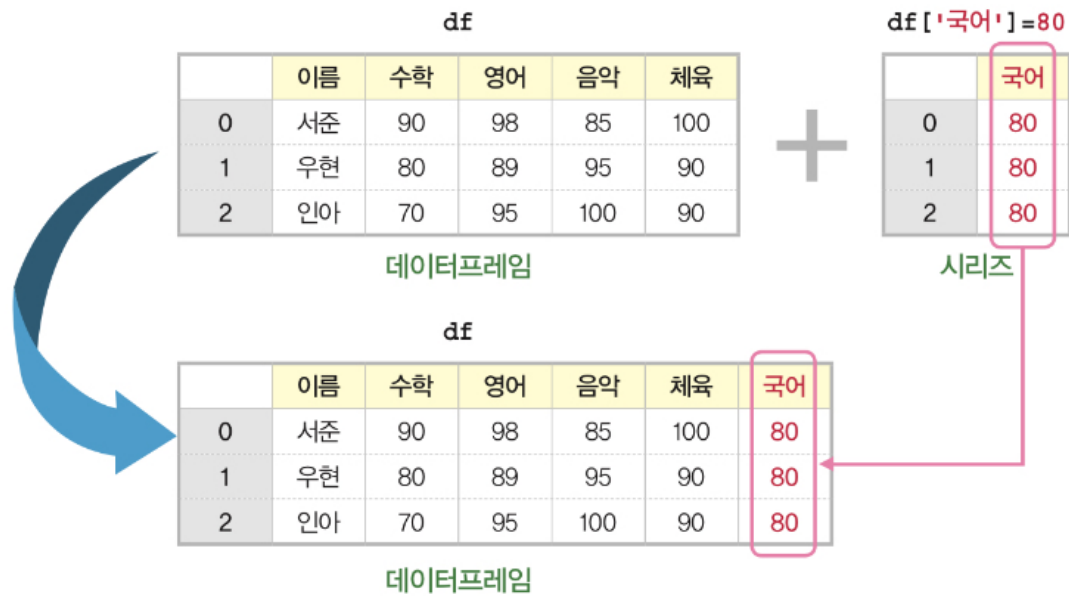 df
이름 수학 영어 음악 체육
0 서준 90 98 85 100
1 우현 80 89 95 90
2 인아 70 95 100 90
데이터프레임
+
df['국어']=80
국어
0 80
1 80
2 80
시리즈
df
이름 수학 영어 음악 체육 국어
0 서준 90 98 85 100 80
1 우현 80 89 95 90 80
2 인아 70 95 100 90 80
데이터프레임